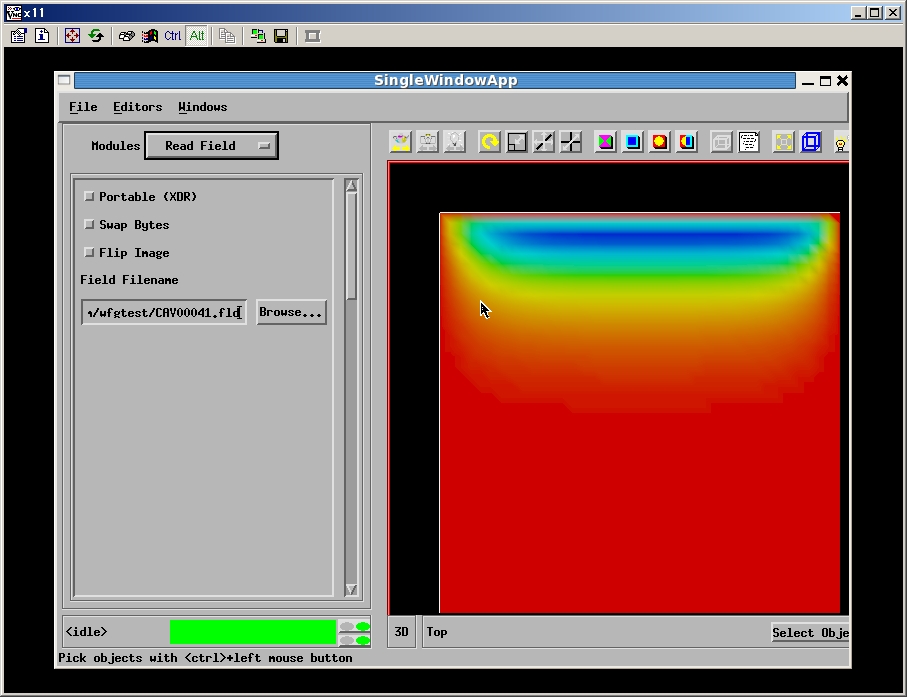 x11
Ctrl Alt
SingleWindowApp
File Editors Windows
Modules Read Field
Portable (XDR)
Swap Bytes
Flip Image
Field Filename
/wfgtest/CAV00041.fld Browse...
<idle>
3D Top Select Obje
Pick objects with <ctrl>+left mouse button